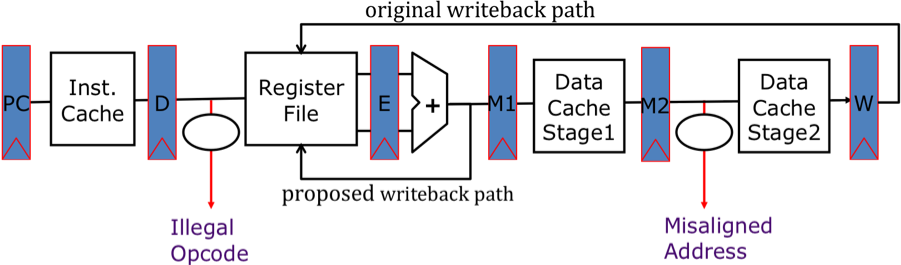 original writeback path
PC
Inst.
Cache
D
Register
File
E
+
M1
Data
Cache
Stage1
M2
Data
Cache
Stage2
W
proposed writeback path
Illegal
Opcode
Misaligned
Address